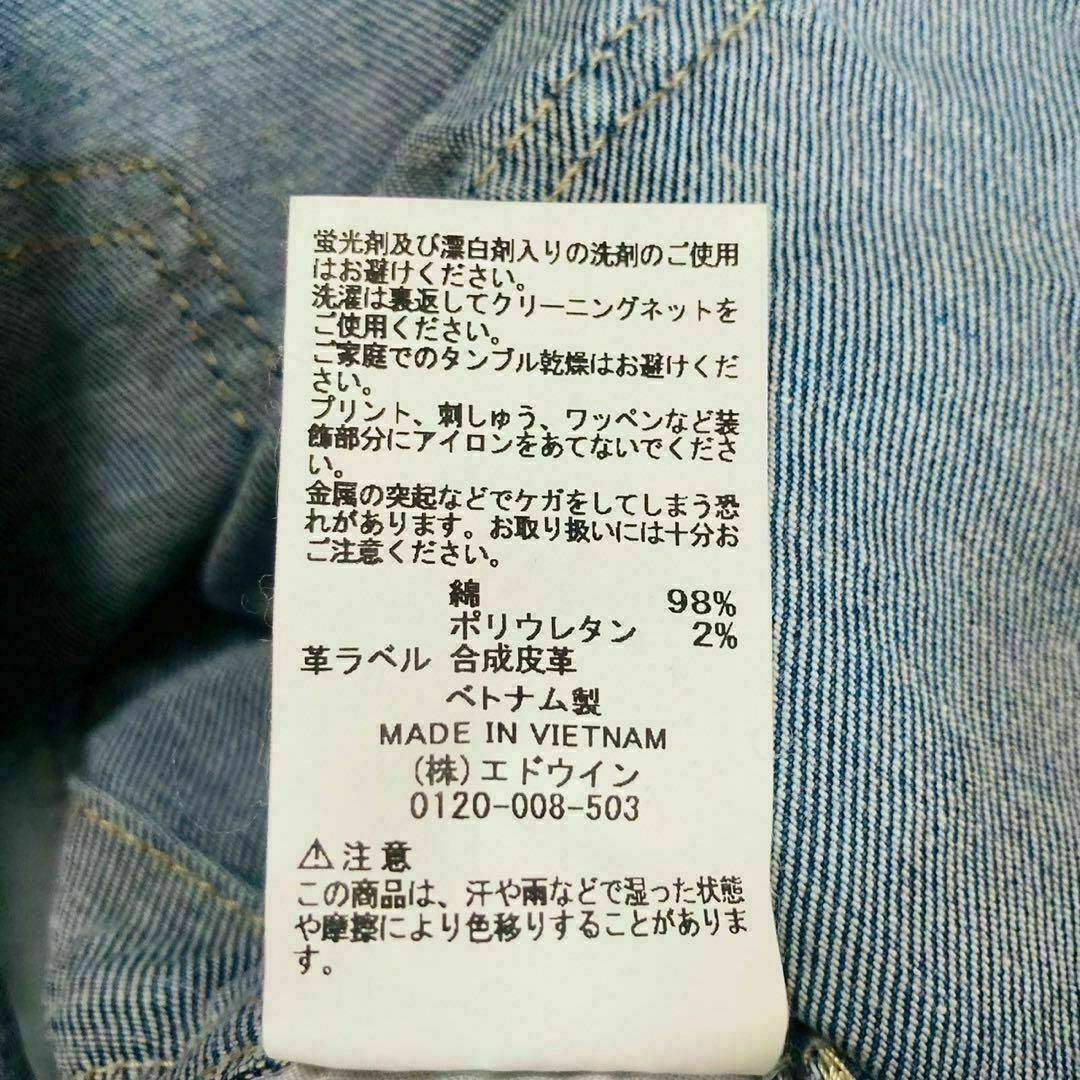 蛍光剤及び漂白剤入りの洗剤のご使用
はお避けください。
洗濯は裏返してクリーニングネットを
ご使用ください。
ご家庭でのタンブル乾燥はお避けくだ
さい。
プリント、刺しゅう、ワッペンなど装
飾部分にアイロンをあてないでくださ
い。
金属の突起などでケガをしてしまう恐
れがあります。お取り扱いには十分お
ご注意ください。
綿 98%
ポリウレタン 2%
革ラベル 合成皮革
ベトナム製
MADE IN VIETNAM
(株)エドウイン
0120-008-503
⚠注意
この商品は、汗や雨などで湿った状態
や摩擦により色移りすることがありま
す。